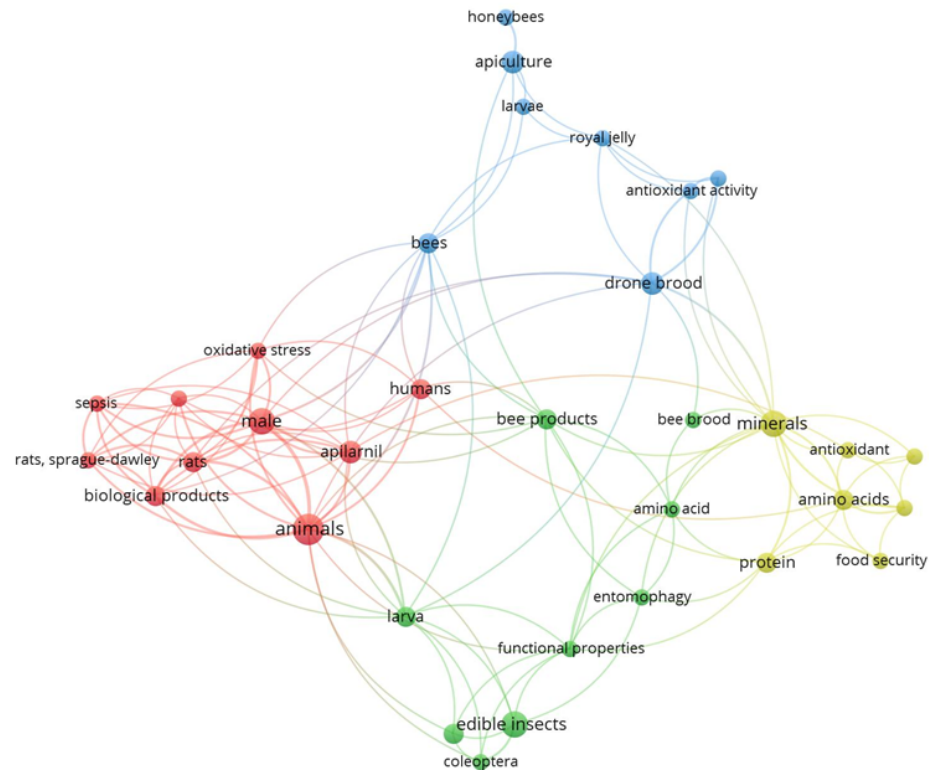 honeybees
apiculture
larvae
royal jelly
antioxidant activity
bees
drone brood
oxidative stress
humans
sepsis
male
bee products
bee brood
minerals
rats, sprague-dawley
rats
apilarnil
antioxidant
biological products
amino acids
amino acid
animals
protein
food security
entomophagy
larva
functional properties
edible insects
coleoptera